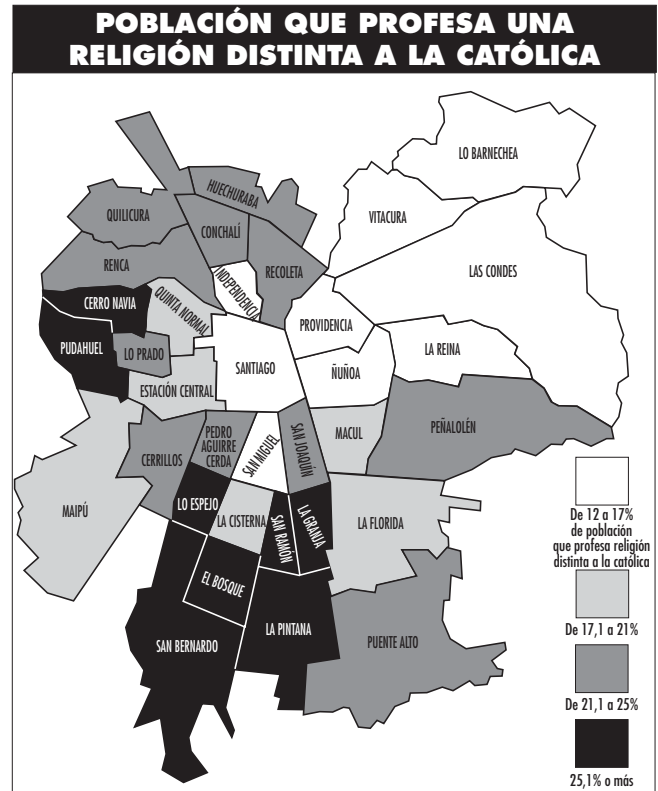 POBLACIÓN QUE PROFESA UNA
RELIGIÓN DISTINTA A LA CATÓLICA
LO BARNECHEA
HUECHURABA
QUILICURA
VITACURA
CONCHALÍ
RENCA
RECOLETA
LAS CONDES
INDEPENDENCIA
CERRO NAVIA
QUINTA NORMAL
PROVIDENCIA
PUDAHUEL
LO PRADO
LA REINA
SANTIAGO
ÑUÑOA
ESTACIÓN CENTRAL
PEÑALOLÉN
CERRILLOS
PEDRO
AGUIRRE
CERDA
SAN MIGUEL
SAN JOAQUÍN
MACUL
MAIPÚ
LO ESPEJO
LA CISTERNA
SAN RAMÓN
LA GRANJA
LA FLORIDA
EL BOSQUE
SAN BERNARDO
LA PINTANA
PUENTE ALTO
De 12 a 17%
de población
que profesa religión
distinta a la católica
De 17,1 a 21%
De 21,1 a 25%
25,1% o más